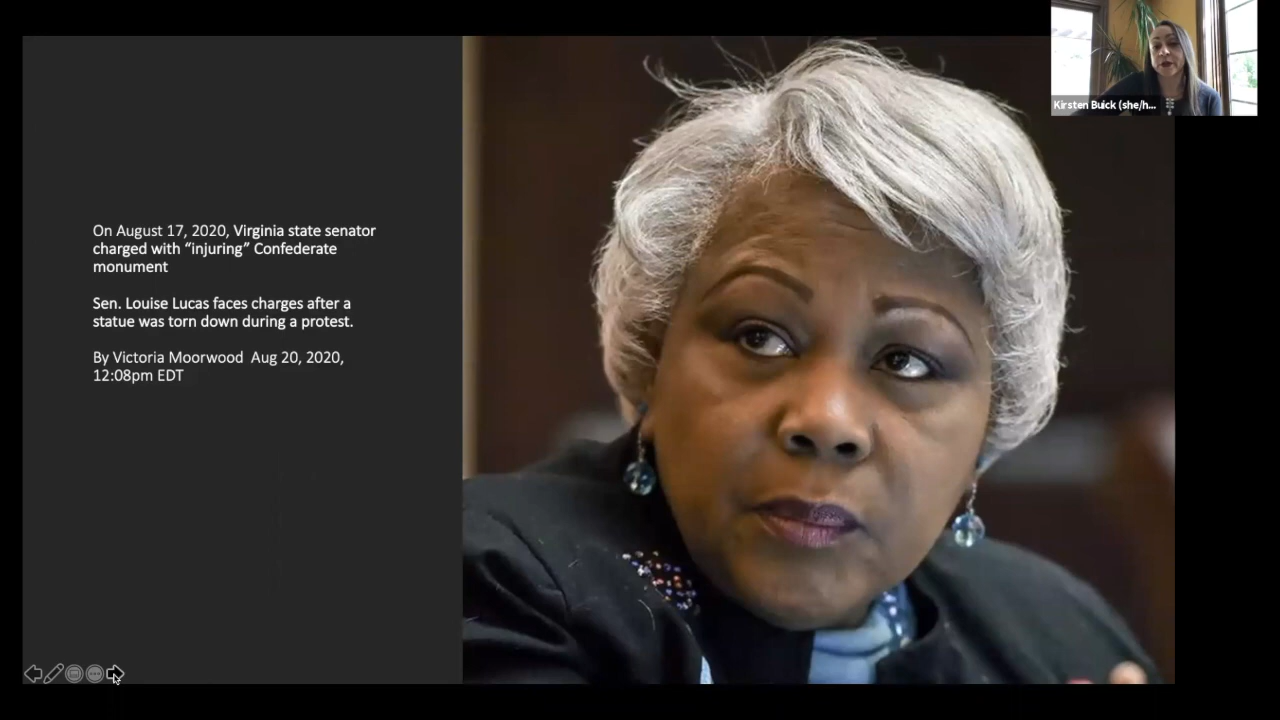 Kirsten Buick (she/h...
On August 17, 2020, Virginia state senator
charged with “injuring” Confederate
monument
Sen. Louise Lucas faces charges after a
statue was torn down during a protest.
By Victoria Moorwood  Aug 20, 2020,
12:08pm EDT